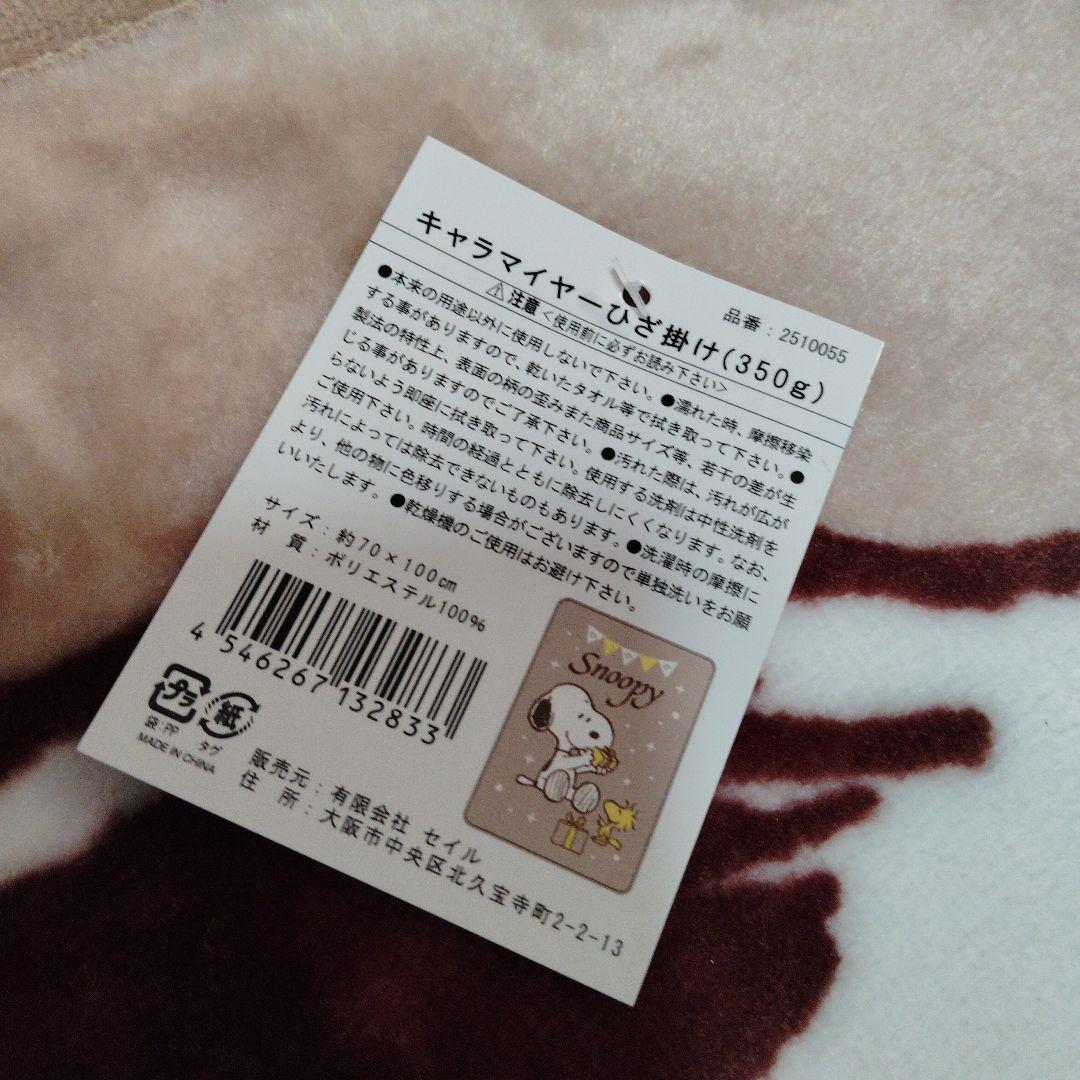 品番：2510055
キャラマイヤーひざ掛け(350g)
⚠注意<使用前に必ずお読み下さい>
●本来の用途以外に使用しないで下さい。●濡れた時、摩擦移染
する事がありますので、乾いたタオル等で拭き取って下さい。●
製法の特性上、表面の柄の歪みまた商品サイズ等、若干の差が生
じる事がありますのでご了承下さい。●汚れた際は、汚れが広が
らないよう即座に拭き取って下さい。使用する洗剤は中性洗剤を
ご使用下さい。時間の経過とともに除去しにくくなります。なお、
汚れによっては除去できないものもあります。●洗濯時の摩擦に
より、他の物に色移りする場合がございますので単独洗いをお願
いいたします。●乾燥機のご使用はお避け下さい。
サイズ：約70×100cm
材　質：ポリエステル100%
4 546267 132833
プラ 紙
袋:PP タグ
MADE IN CHINA
販売元：有限会社 セイル
住　所：大阪市中央区北久宝寺町2-2-13
Snoopy